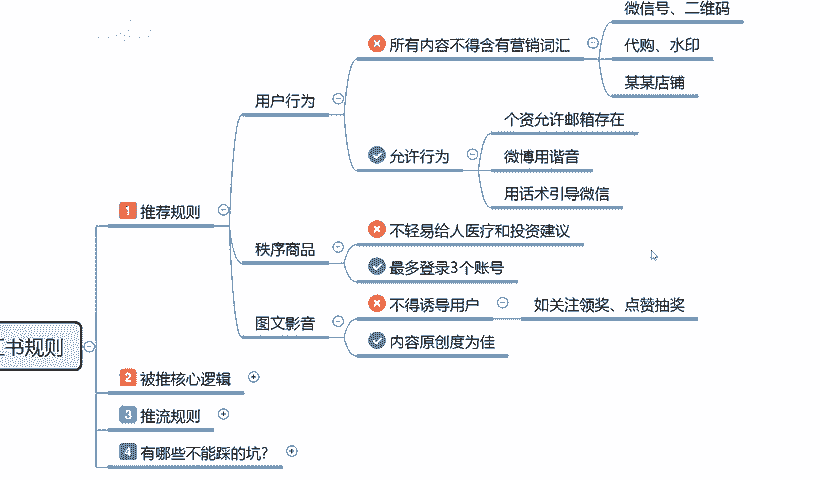 微信号、二维码
所有内容不得含有营销词汇
代购、水印
某某店铺
用户行为
个资允许邮箱存在
允许行为
微博用谐音
用话术引导微信
1 推荐规则
不轻易给人医疗和投资建议
秩序商品
最多登录3个账号
不得诱导用户
如关注领奖、点赞抽奖
图文影音
内容原创度为佳
书规则
2 被推核心逻辑
3 推流规则
4 有哪些不能踩的坑?